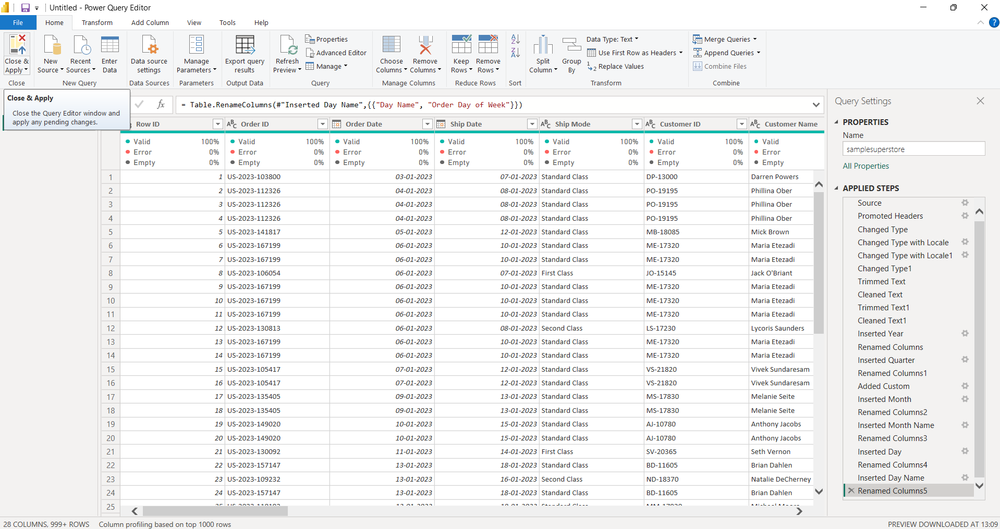 Untitled - Power Query Editor
File Home Transform Add Column View Tools Help
Close & Apply
New Source
Recent Sources
Enter Data
Data source settings
Manage Parameters
Export query results
Refresh Preview
Properties
Advanced Editor
Manage
Choose Columns
Remove Columns
Keep Rows
Remove Rows
Split Column
Group By
Data Type: Text
Use First Row as Headers
Replace Values
Merge Queries
Append Queries
Combine Files
Close New Query Data Sources Parameters Output Data Query Manage Columns Reduce Rows Sort Transform Combine
Close & Apply
Close the Query Editor window and
apply any pending changes.
fx = Table.RenameColumns(#"Inserted Day Name",{{"Day Name", "Order Day of Week"}})
Row ID ABC Order ID Order Date Ship Date ABC Ship Mode ABC Customer ID ABC Customer Name
Valid 100% Valid 100% Valid 100% Valid 100% Valid 100% Valid 100% Valid
Error 0% Error 0% Error 0% Error 0% Error 0% Error 0% Error
Empty 0% Empty 0% Empty 0% Empty 0% Empty 0% Empty 0% Empty
1 1 US-2023-103800 03-01-2023 07-01-2023 Standard Class DP-13000 Darren Powers
2 2 US-2023-112326 04-01-2023 08-01-2023 Standard Class PO-19195 Phillina Ober
3 3 US-2023-112326 04-01-2023 08-01-2023 Standard Class PO-19195 Phillina Ober
4 4 US-2023-112326 04-01-2023 08-01-2023 Standard Class PO-19195 Phillina Ober
5 5 US-2023-141817 05-01-2023 12-01-2023 Standard Class MB-18085 Mick Brown
6 6 US-2023-167199 06-01-2023 10-01-2023 Standard Class ME-17320 Maria Etezadi
7 7 US-2023-167199 06-01-2023 10-01-2023 Standard Class ME-17320 Maria Etezadi
8 8 US-2023-106054 06-01-2023 07-01-2023 First Class JO-15145 Jack O'Briant
9 9 US-2023-167199 06-01-2023 10-01-2023 Standard Class ME-17320 Maria Etezadi
10 10 US-2023-167199 06-01-2023 10-01-2023 Standard Class ME-17320 Maria Etezadi
11 11 US-2023-167199 06-01-2023 10-01-2023 Standard Class ME-17320 Maria Etezadi
12 12 US-2023-130813 06-01-2023 08-01-2023 Second Class LS-17230 Lycoris Saunders
13 13 US-2023-167199 06-01-2023 10-01-2023 Standard Class ME-17320 Maria Etezadi
14 14 US-2023-167199 06-01-2023 10-01-2023 Standard Class ME-17320 Maria Etezadi
15 15 US-2023-105417 07-01-2023 12-01-2023 Standard Class VS-21820 Vivek Sundaresam
16 16 US-2023-105417 07-01-2023 12-01-2023 Standard Class VS-21820 Vivek Sundaresam
17 17 US-2023-135405 09-01-2023 13-01-2023 Standard Class MS-17830 Melanie Seite
18 18 US-2023-135405 09-01-2023 13-01-2023 Standard Class MS-17830 Melanie Seite
19 19 US-2023-149020 10-01-2023 15-01-2023 Standard Class AJ-10780 Anthony Jacobs
20 20 US-2023-149020 10-01-2023 15-01-2023 Standard Class AJ-10780 Anthony Jacobs
21 21 US-2023-130092 11-01-2023 14-01-2023 First Class SV-20365 Seth Vernon
22 22 US-2023-157147 13-01-2023 18-01-2023 Standard Class BD-11605 Brian Dahlen
23 23 US-2023-109232 13-01-2023 16-01-2023 Second Class ND-18370 Natalie DeCherney
24 24 US-2023-157147 13-01-2023 18-01-2023 Standard Class BD-11605 Brian Dahlen
25
Query Settings
PROPERTIES
Name
samplesuperstore
All Properties
APPLIED STEPS
Source
Promoted Headers
Changed Type
Changed Type with Locale
Changed Type with Locale1
Changed Type1
Trimmed Text
Cleaned Text
Trimmed Text1
Cleaned Text1
Inserted Year
Renamed Columns
Inserted Quarter
Renamed Columns1
Added Custom
Inserted Month
Renamed Columns2
Inserted Month Name
Renamed Columns3
Inserted Day
Renamed Columns4
Inserted Day Name
Renamed Columns5
28 COLUMNS, 999+ ROWS Column profiling based on top 1000 rows PREVIEW DOWNLOADED AT 13:09